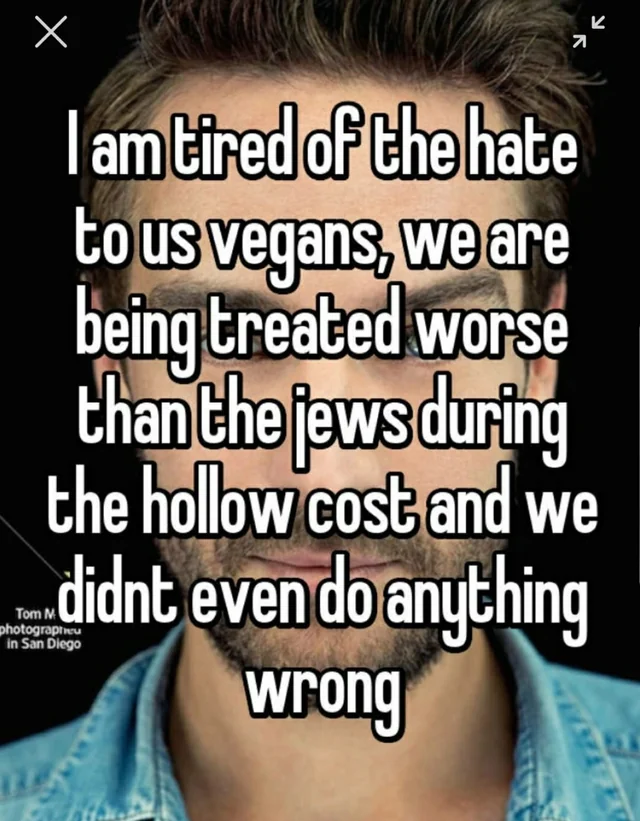 I am tired of the hate
to us vegans, we are
being treated worse
than the jews during
the hollow cost and we
didnt even do anything
wrong
Tom
in San Diego